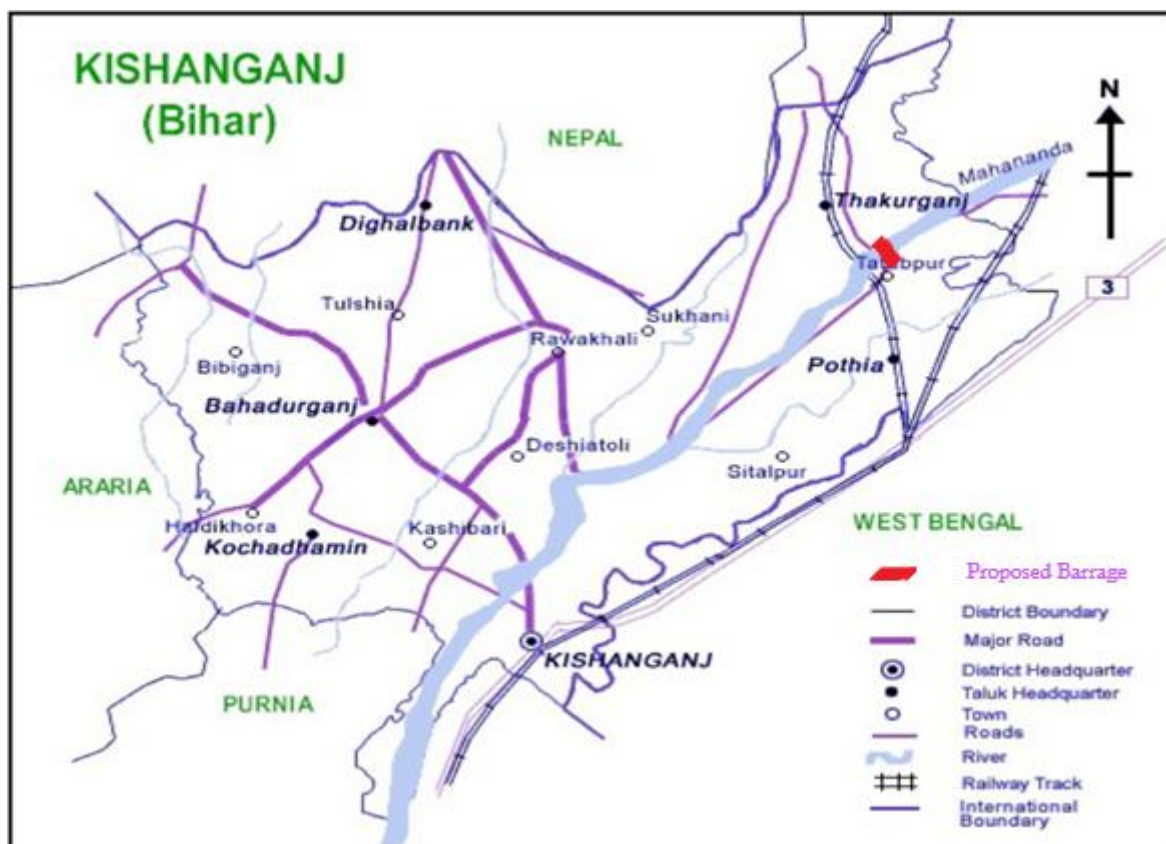 KISHANGANJ
(Bihar)
NEPAL
N
Mahananda
Thakurganj
Dighalbank
3
Tulshia
Sukhani
Rawakhali
Bibiganj
Pothia
Bahadurganj
Deshiatoli
Sitalpur
ARARIA
Haldikhora
Kashibari
Kochadhamin
WEST BENGAL
KISHANGANJ
PURNIA
Proposed Barrage
District Boundary
Major Road
District Headquarter
Taluk Headquarter
Town
Roads
River
Railway Track
International
Boundary